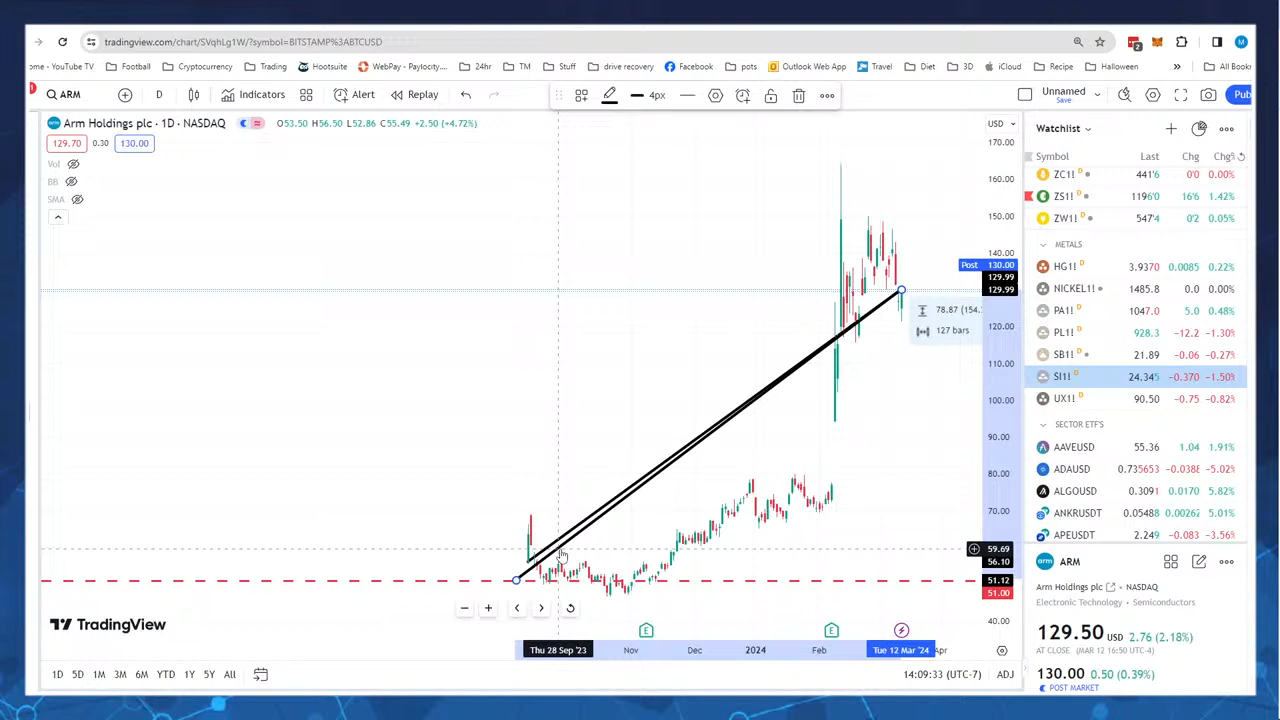 tradingview.com/chart/SVqhLg1W/?symbol=BITSTAMP%3ABTCUSD
ome - YouTube TV Football Cryptocurrency Trading Hootsuite WebPay - Paylocity... 24hr TM Stuff drive recovery Facebook pots Outlook Web App Travel Diet 3D iCloud Recipe Halloween » All Book
ARM D Indicators Alert Replay 4px Unnamed Save Pub
Arm Holdings plc · 1D · NASDAQ O53.50 H56.50 L52.86 C55.49 +2.50 (+4.72%) USD
129.70 0.30 130.00
Vol
BB
SMA
170.00
160.00
150.00
140.00
Post 130.00
129.99
129.99
78.87 (154.
127 bars
120.00
110.00
100.00
90.00
80.00
70.00
59.69
56.10
51.12
51.00
40.00
TradingView
E E
Thu 28 Sep '23 Nov Dec 2024 Feb Tue 12 Mar '24 Apr
1D 5D 1M 3M 6M YTD 1Y 5Y All 14:09:33 (UTC-7) ADJ
Watchlist
Symbol Last Chg Chg%
ZC1! D 441'6 0'0 0.00%
ZS1! D 1196'0 16'6 1.42%
ZW1! D 547'4 0'2 0.05%
METALS
HG1! D 3.9370 0.0085 0.22%
NICKEL1! 1485.8 0.0 0.00%
PA1! D 1047.0 5.0 0.48%
PL1! D 928.3 −12.2 −1.30%
SB1! D 21.89 −0.06 −0.27%
SI1! D 24.345 −0.370 −1.50%
UX1! D 90.50 −0.75 −0.82%
SECTOR ETF'S
AAVEUSD 55.36 1.04 1.91%
ADAUSD 0.735653 −0.0388 −5.02%
ALGOUSD 0.3091 0.0170 5.82%
ANKRUSDT 0.05488 0.00262 5.01%
APEUSDT 2.249 −0.083 −3.56%
ARM
Arm Holdings plc · NASDAQ
Electronic Technology · Semiconductors
129.50 USD 2.76 (2.18%)
AT CLOSE (MAR 12 16:50 UTC-4)
130.00 0.50 (0.39%)
POST MARKET